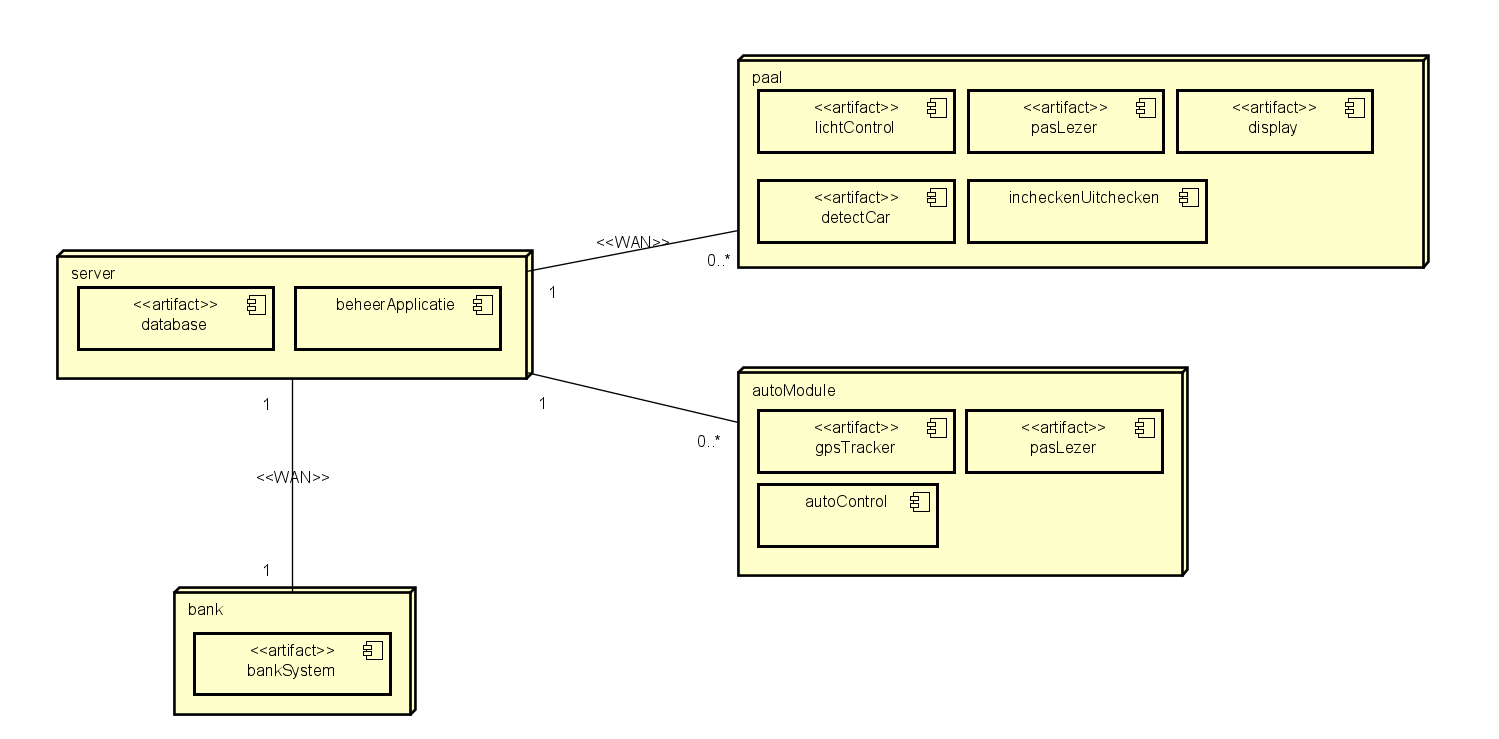 paal
<<artifact>>
lichtControl
<<artifact>>
pasLezer
<<artifact>>
display
<<artifact>>
detectCar
incheckenUitchecken
<<WAN>>
0..*
1
server
<<artifact>>
database
beheerApplicatie
1
0..*
autoModule
<<artifact>>
gpsTracker
<<artifact>>
pasLezer
autoControl
1
<<WAN>>
1
bank
<<artifact>>
bankSystem